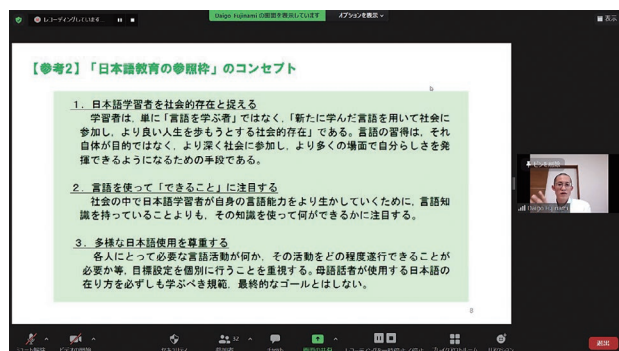 レコーディングしています
Daigo Fujinami の画面を表示しています
オプションを表示
表示
【参考2】「日本語教育の参照枠」のコンセプト
1．日本語学習者を社会的存在と捉える
学習者は，単に「言語を学ぶ者」ではなく，「新たに学んだ言語を用いて社会に
参加し，より良い人生を歩もうとする社会的存在」である。言語の習得は，それ
自体が目的ではなく，より深く社会に参加し，より多くの場面で自分らしさを発
揮できるようになるための手段である。
2．言語を使って「できること」に注目する
社会の中で日本語学習者が自身の言語能力をより生かしていくために，言語知
識を持っていることよりも，その知識を使って何ができるかに注目する。
3．多様な日本語使用を尊重する
各人にとって必要な言語活動が何か，その活動をどの程度遂行できることが
必要か等，目標設定を個別に行うことを重視する。母語話者が使用する日本語の
在り方を必ずしも学ぶべき規範，最終的なゴールとはしない。
8
Daigo Fujinami
32
退出